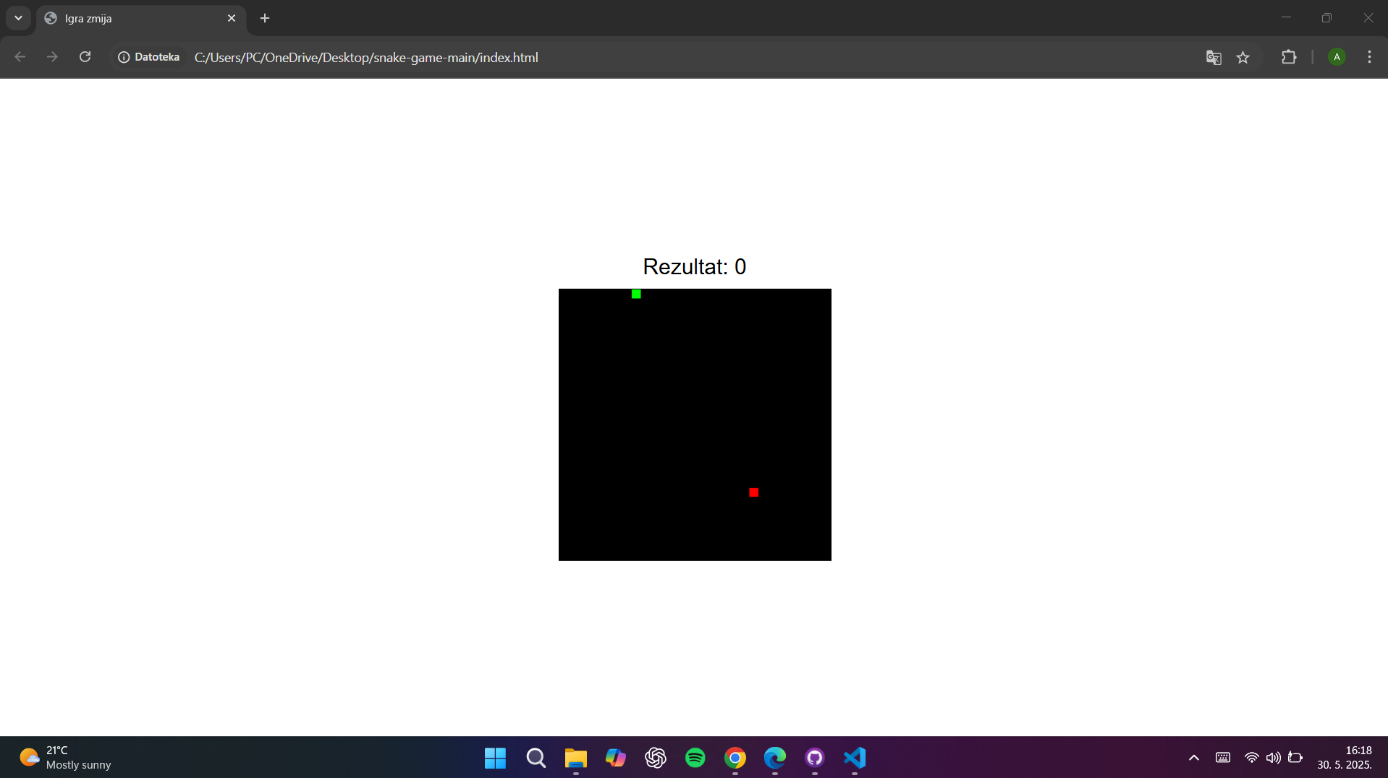 Igra zmija
Datoteka C:/Users/PC/OneDrive/Desktop/snake-game-main/index.html
A
Rezultat: 0
21°C
Mostly sunny
16:18
30. 5. 2025.